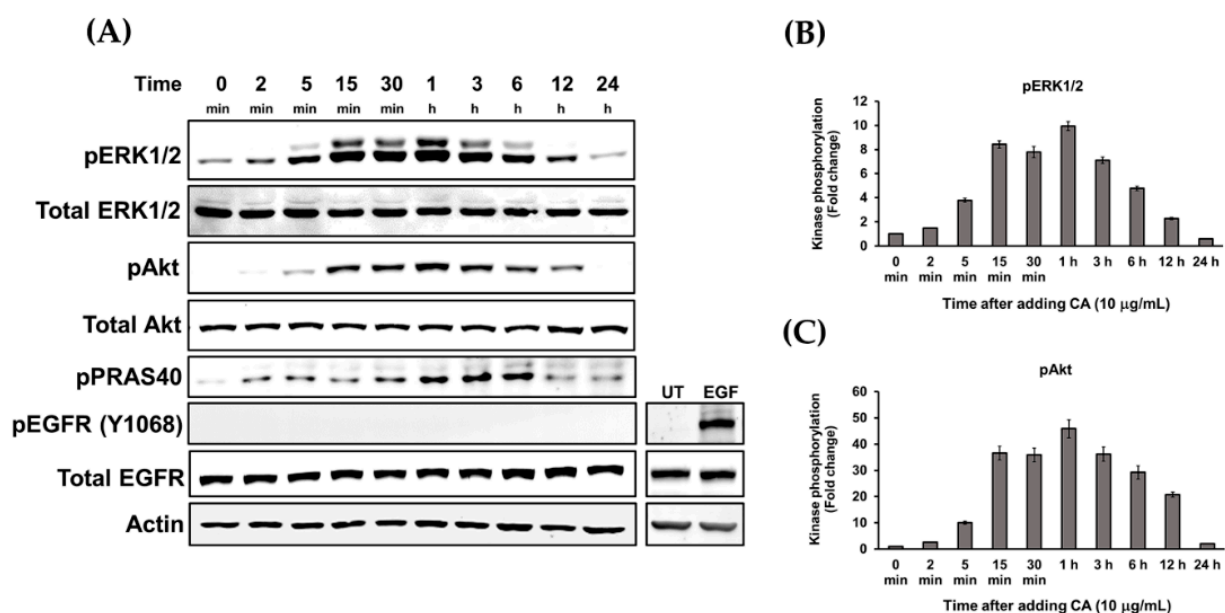 (A)
Time 0 2 5 15 30 1 3 6 12 24
min min min min min h h h h h
pERK1/2
Total ERK1/2
pAkt
Total Akt
pPRAS40
UT EGF
pEGFR (Y1068)
Total EGFR
Actin
(B)
pERK1/2
Kinase phosphorylation
(Fold change)
12
10
8
6
4
2
0
0 2 5 15 30 1 h 3 h 6 h 12 h 24 h
min min min min min
Time after adding CA (10 µg/mL)
(C)
pAkt
Kinase phosphorylation
(Fold change)
60
50
40
30
20
10
0
0 2 5 15 30 1 h 3 h 6 h 12 h 24 h
min min min min min
Time after adding CA (10 µg/mL)